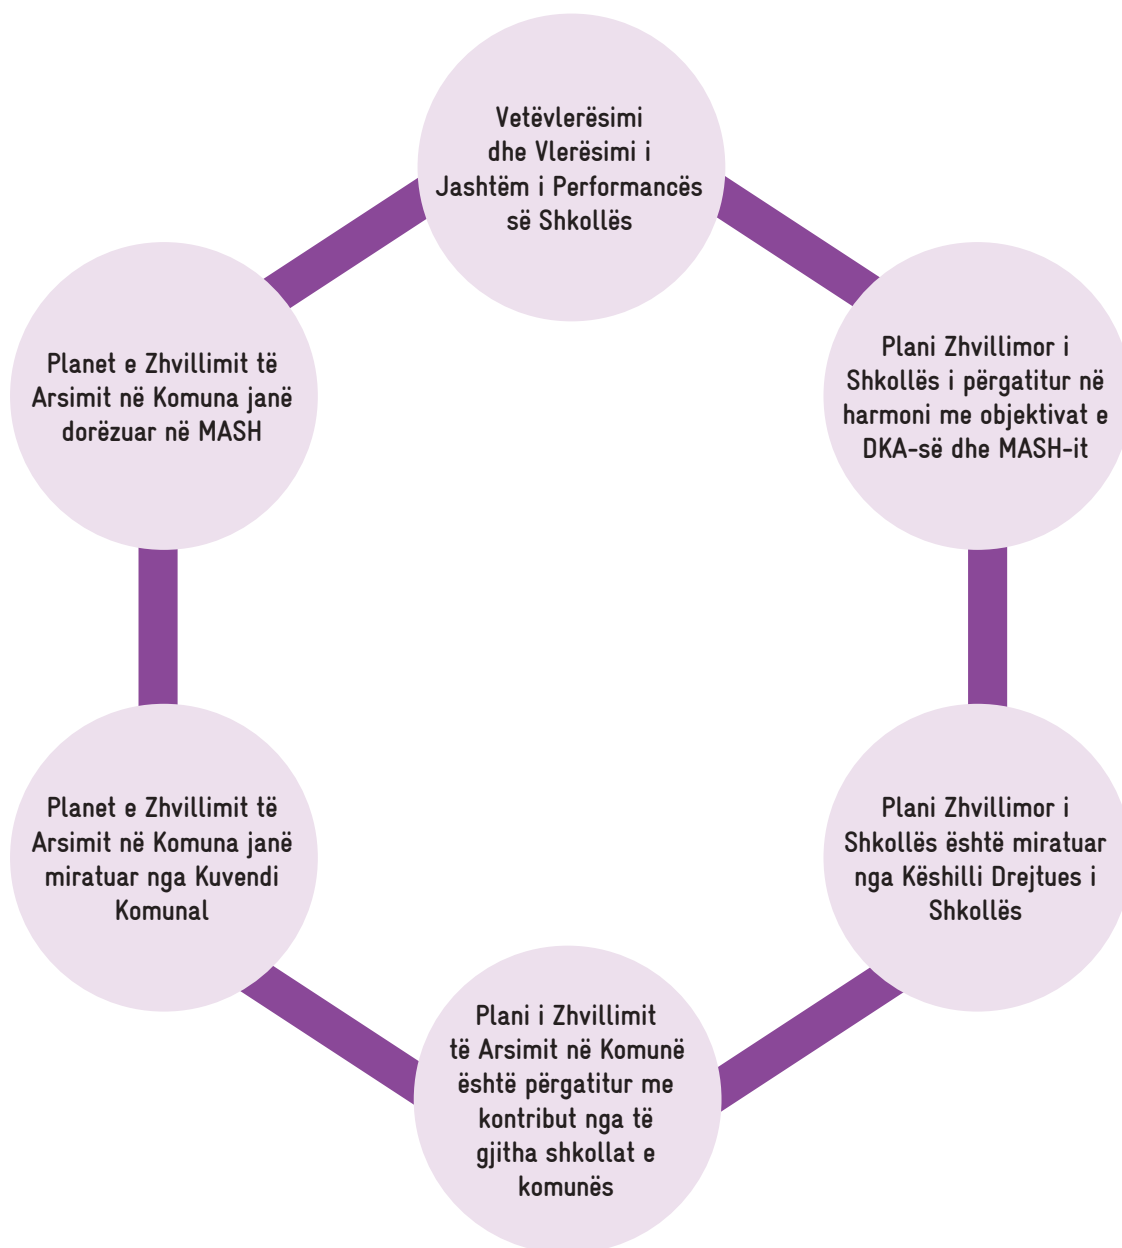 Vetëvlerësimi
dhe Vlerësimi i
Jashtëm i Performancës
së Shkollës
Plani Zhvillimor i
Shkollës i përgatitur në
harmoni me objektivat e
DKA-së dhe MASH-it
Plani Zhvillimor i
Shkollës është miratuar
nga Këshilli Drejtues i
Shkollës
Plani i Zhvillimit
të Arsimit në Komunë
është përgatitur me
kontribut nga të
gjitha shkollat e
komunës
Planet e Zhvillimit të
Arsimit në Komuna janë
miratuar nga Kuvendi
Komunal
Planet e Zhvillimit të
Arsimit në Komuna janë
dorëzuar në MASH